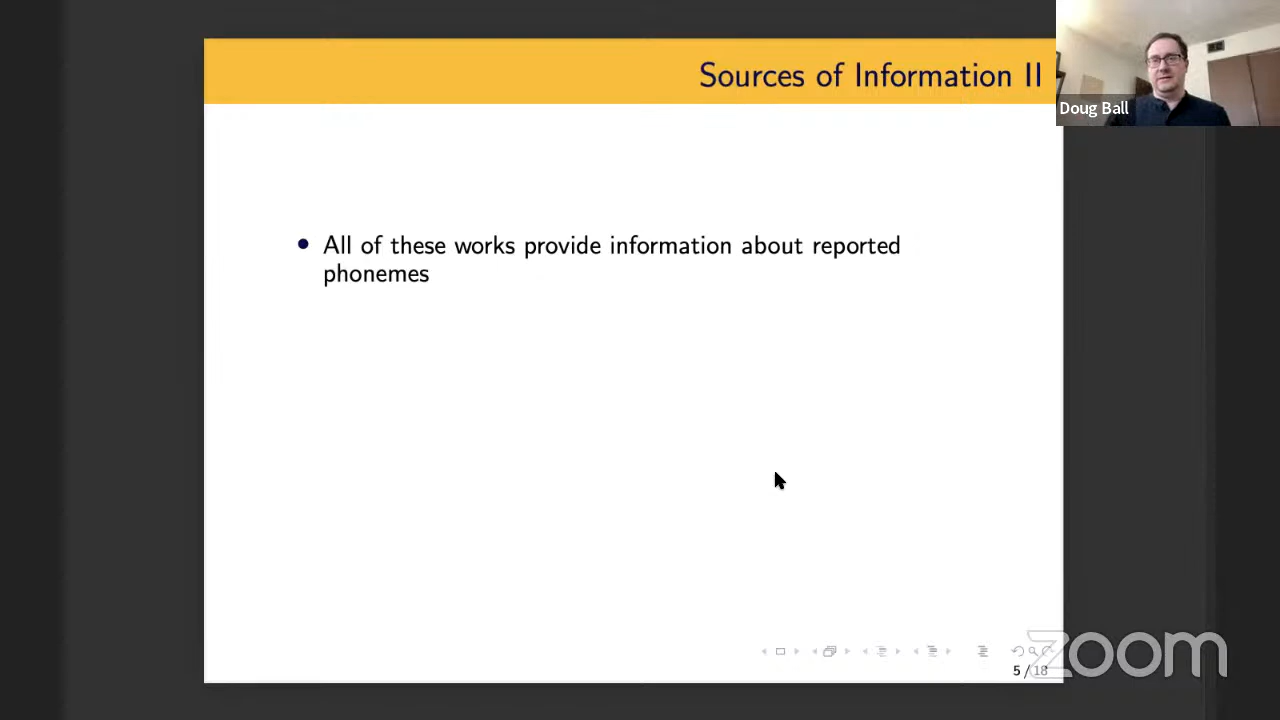 Sources of Information II
Doug Ball
• All of these works provide information about reported
phonemes
5 / 18
zoom